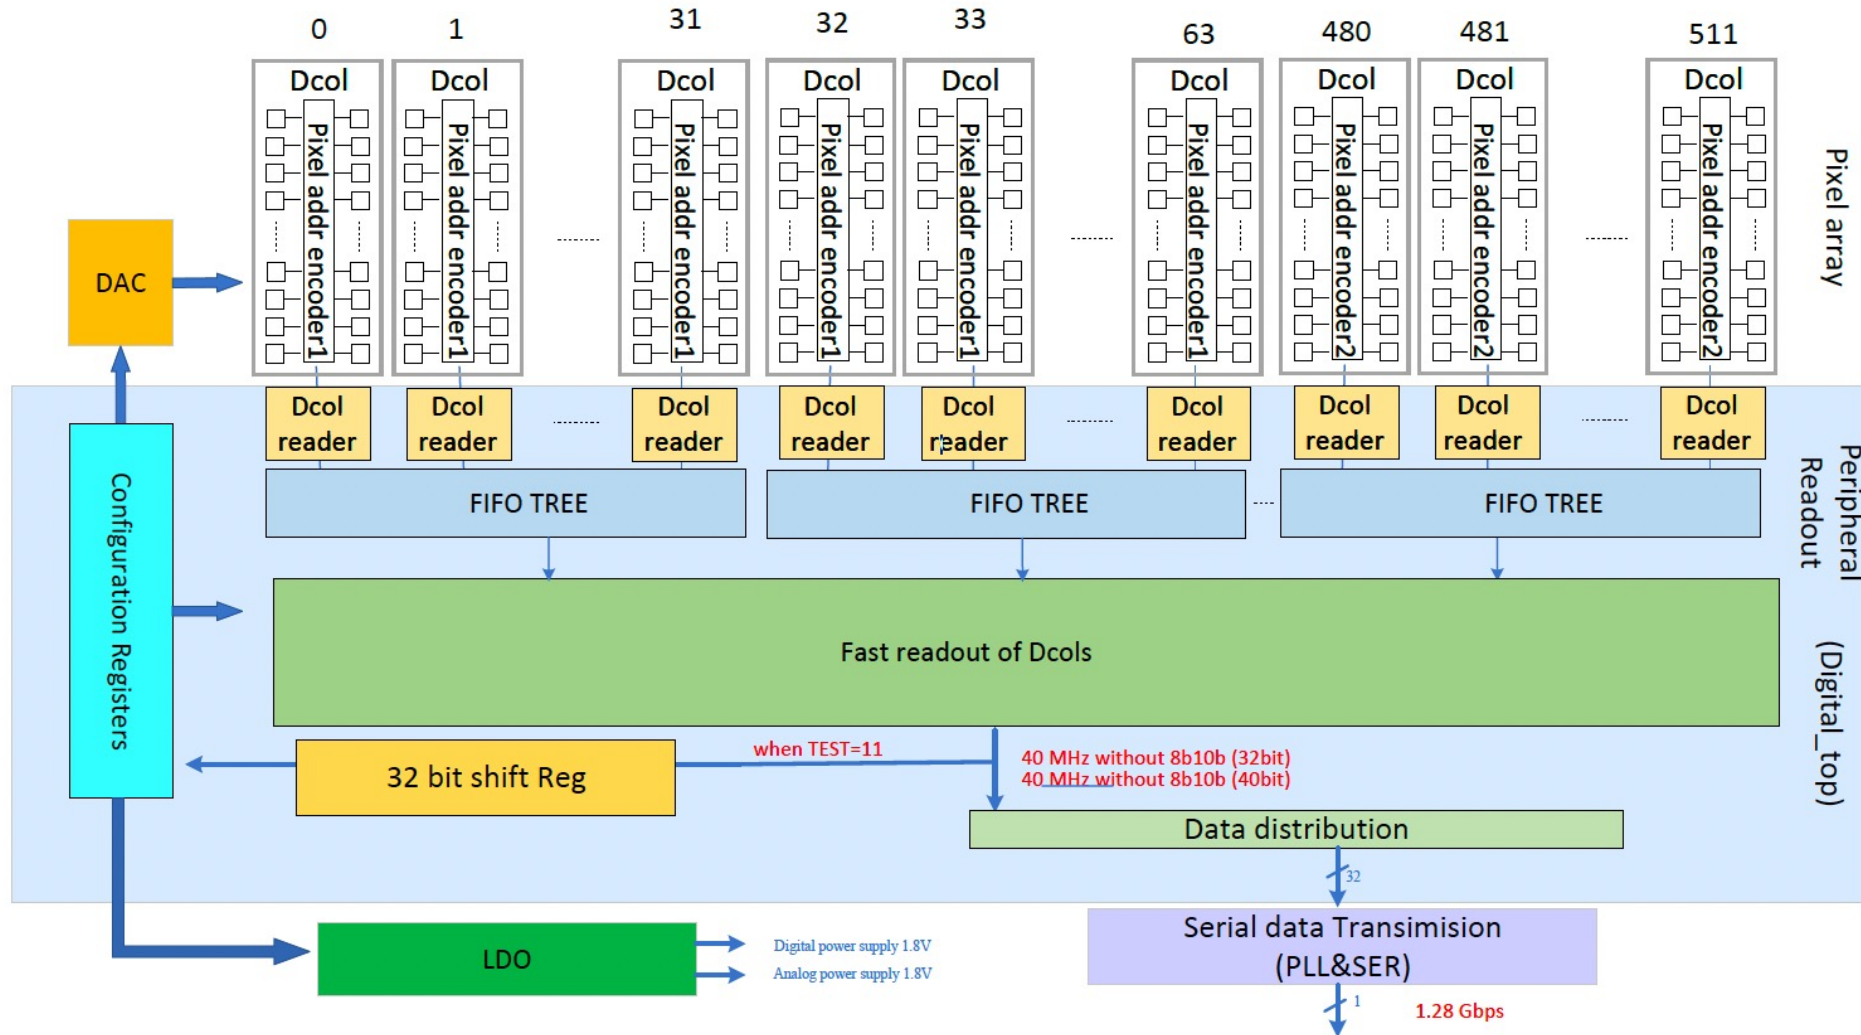 0
1
31
32
33
63
480
481
511
Dcol
Dcol
Dcol
Dcol
Dcol
Dcol
Dcol
Dcol
Dcol
Pixel addr encoder1
Pixel addr encoder1
Pixel addr encoder1
Pixel addr encoder1
Pixel addr encoder1
Pixel addr encoder1
Pixel addr encoder2
Pixel addr encoder2
Pixel addr encoder2
Pixel array
DAC
Dcol
reader
Dcol
reader
Dcol
reader
Dcol
reader
Dcol
reader
Dcol
reader
Dcol
reader
Dcol
reader
Dcol
reader
Configuration Registers
FIFO TREE
FIFO TREE
FIFO TREE
Peripheral
Readout
(Digital_top)
Fast readout of Dcols
when TEST=11
40 MHz without 8b10b (32bit)
40 MHz without 8b10b (40bit)
32 bit shift Reg
Data distribution
32
LDO
Digital power supply 1.8V
Analog power supply 1.8V
Serial data Transimision
(PLL&SER)
1
1.28 Gbps